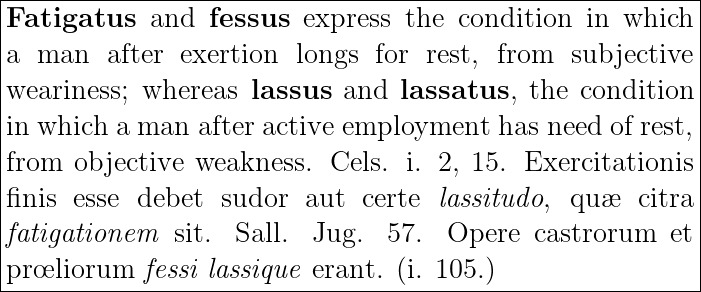 Fatigatus and fessus express the condition in which
a man after exertion longs for rest, from subjective
weariness; whereas lassus and lassatus, the condition
in which a man after active employment has need of rest,
from objective weakness. Cels. i. 2, 15. Exercitationis
finis esse debet sudor aut certe lassitudo, quæ citra
fatigationem sit. Sall. Jug. 57. Opere castrorum et
prœliorum fessi lassique erant. (i. 105.)